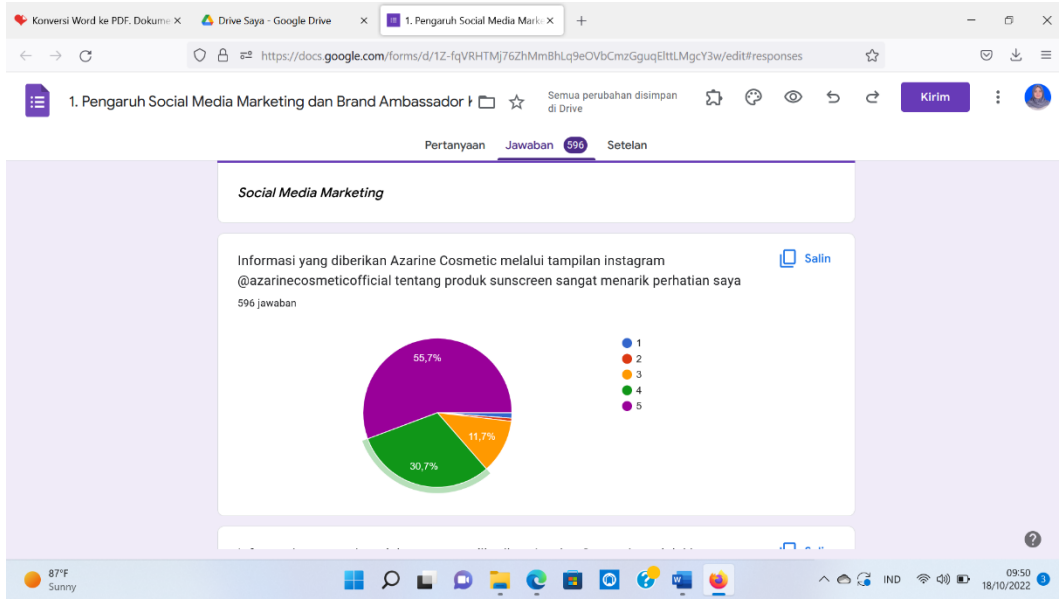 Konversi Word ke PDF. Dokume
Drive Saya - Google Drive
1. Pengaruh Social Media Mark
https://docs.google.com/forms/d/1Z-fqVRHTMj76ZhMmBhLq9eOVbCmzGguqElttLMgcY3w/edit#responses
1. Pengaruh Social Media Marketing dan Brand Ambassador
Semua perubahan disimpan
di Drive
Kirim
Pertanyaan
Jawaban 596
Setelan
Social Media Marketing
Informasi yang diberikan Azarine Cosmetic melalui tampilan instagram
@azarinecosmeticofficial tentang produk sunscreen sangat menarik perhatian saya
596 jawaban
Salin
55,7%
11,7%
30,7%
1
2
3
4
5
87°F
Sunny
IND
09:50
18/10/2022
3